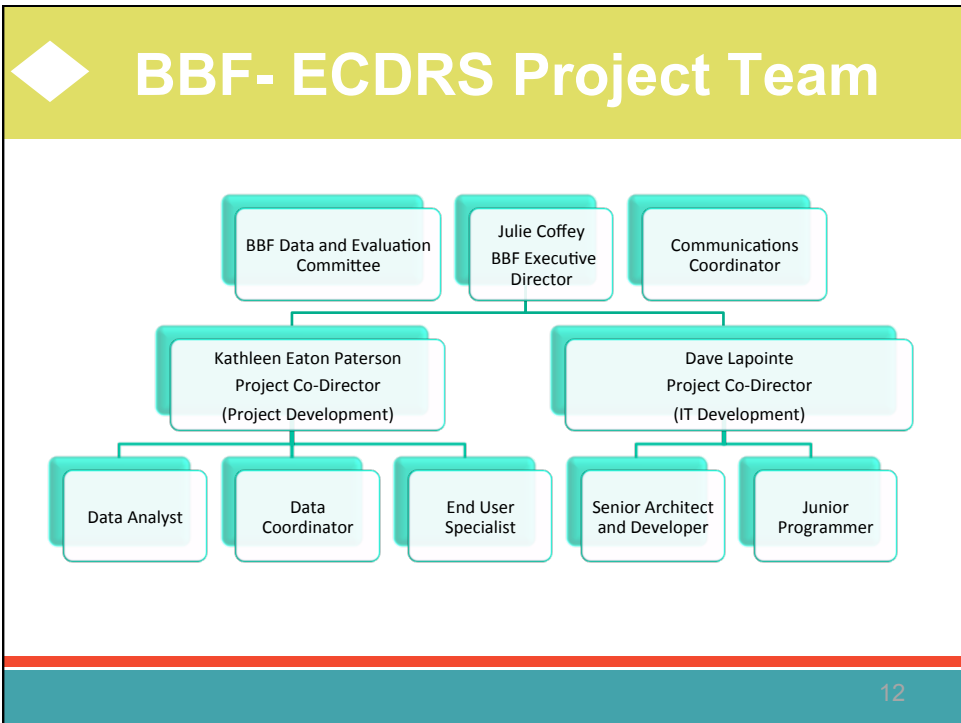 BBF- ECDRS Project Team
BBF Data and Evaluation
Committee
Julie Coffey
BBF Executive
Director
Communications
Coordinator
Kathleen Eaton Paterson
Project Co-Director
(Project Development)
Dave Lapointe
Project Co-Director
(IT Development)
Data Analyst
Data
Coordinator
End User
Specialist
Senior Architect
and Developer
Junior
Programmer
12